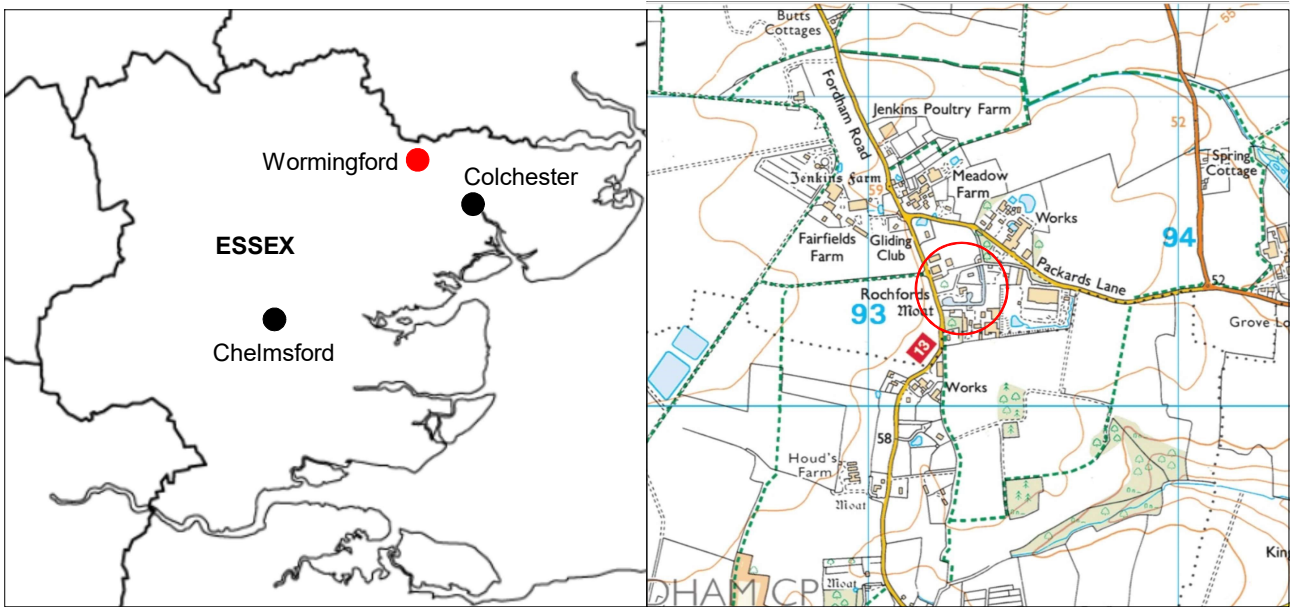 Wormingford
Colchester
ESSEX
Chelmsford
Butts
Cottages
Fordham Road
Jenkins Poultry Farm
55
52
Spring
Cottage
Jenkins Farm
59
Meadow
Farm
Works
Fairfields
Farm
Gliding
Club
94
Packards Lane
52
Rochfords
Moat
93
Grove Lo
13
Works
58
Houd's
Farm
Moat
Moat
King
DHAM CP